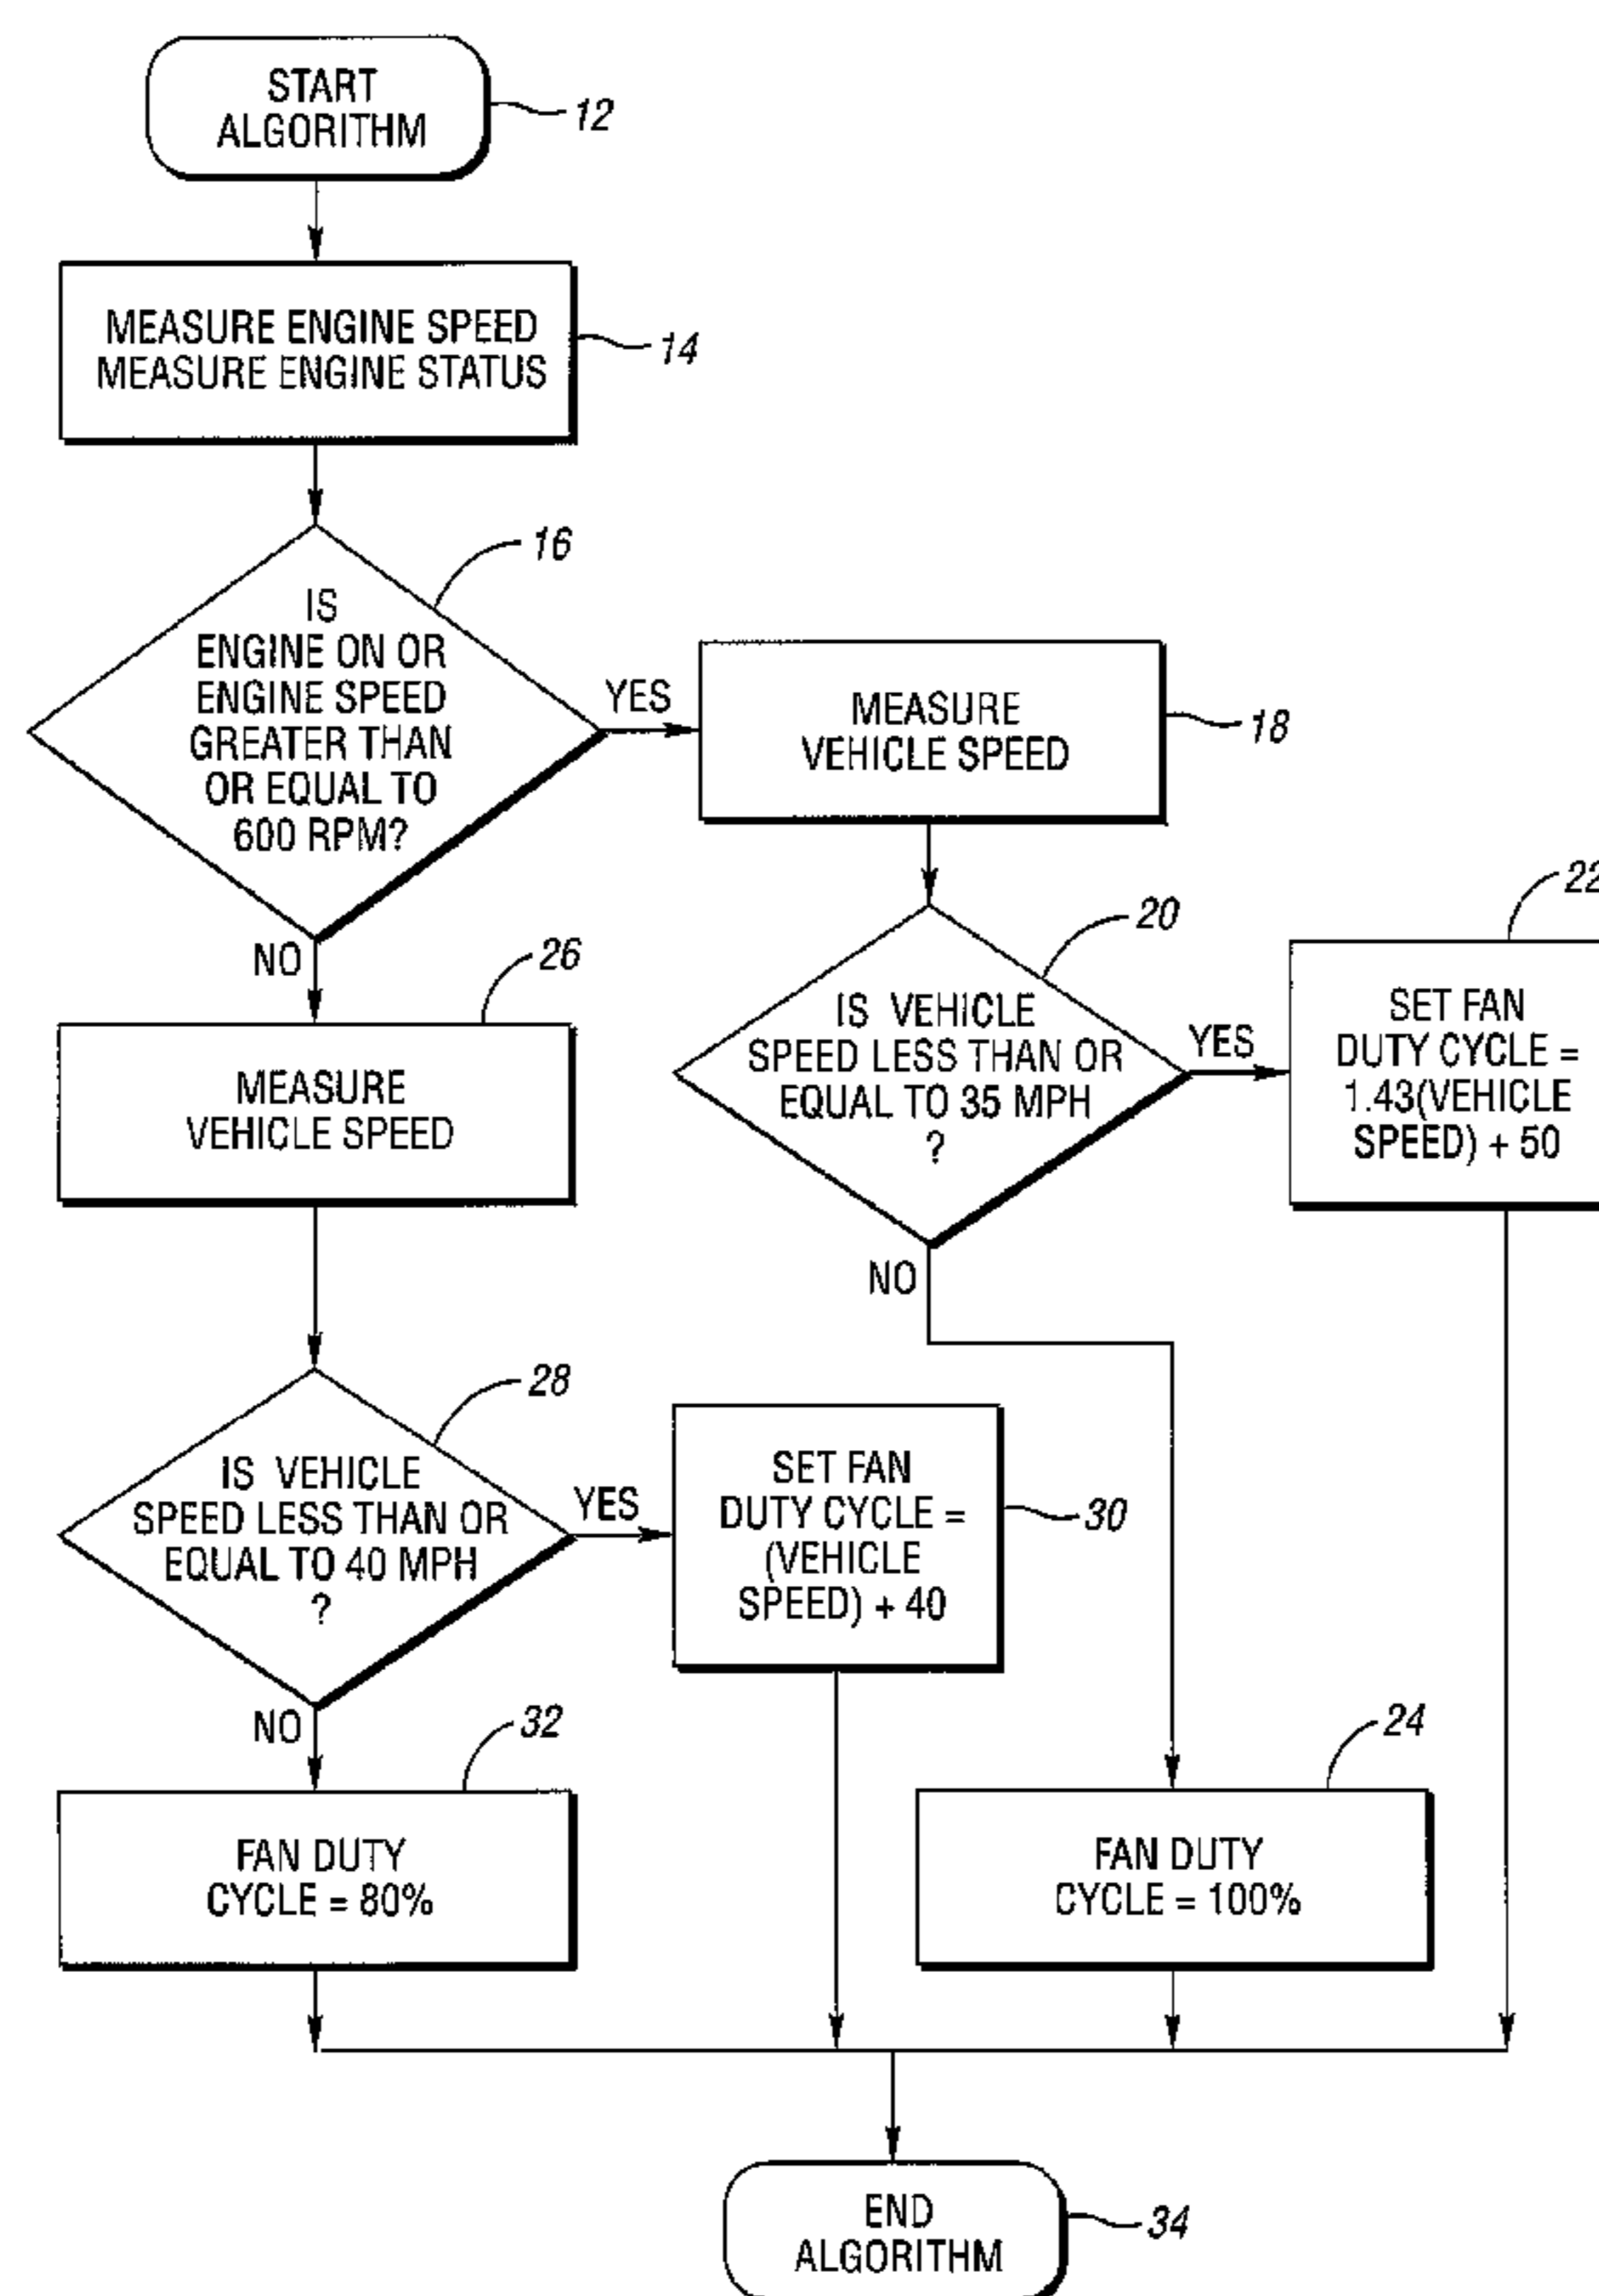 START
ALGORITHM
12
MEASURE ENGINE SPEED
MEASURE ENGINE STATUS
14
16
IS
ENGINE ON OR
ENGINE SPEED
GREATER THAN
OR EQUAL TO
600 RPM?
YES
NO
MEASURE
VEHICLE SPEED
18
20
IS VEHICLE
SPEED LESS THAN OR
EQUAL TO 35 MPH
?
YES
NO
22
SET FAN
DUTY CYCLE =
1.43(VEHICLE
SPEED) + 50
26
MEASURE
VEHICLE SPEED
28
IS VEHICLE
SPEED LESS THAN OR
EQUAL TO 40 MPH
?
YES
NO
SET FAN
DUTY CYCLE =
(VEHICLE
SPEED) + 40
30
32
FAN DUTY
CYCLE = 80%
24
FAN DUTY
CYCLE = 100%
END
ALGORITHM
34